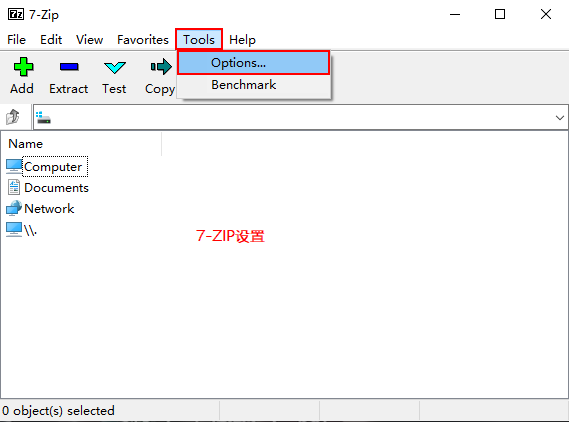 7z 7-Zip
File Edit View Favorites Tools Help
Options...
Benchmark
Add Extract Test Copy
Name
Computer
Documents
Network
\\.
7-ZIP设置
0 object(s) selected